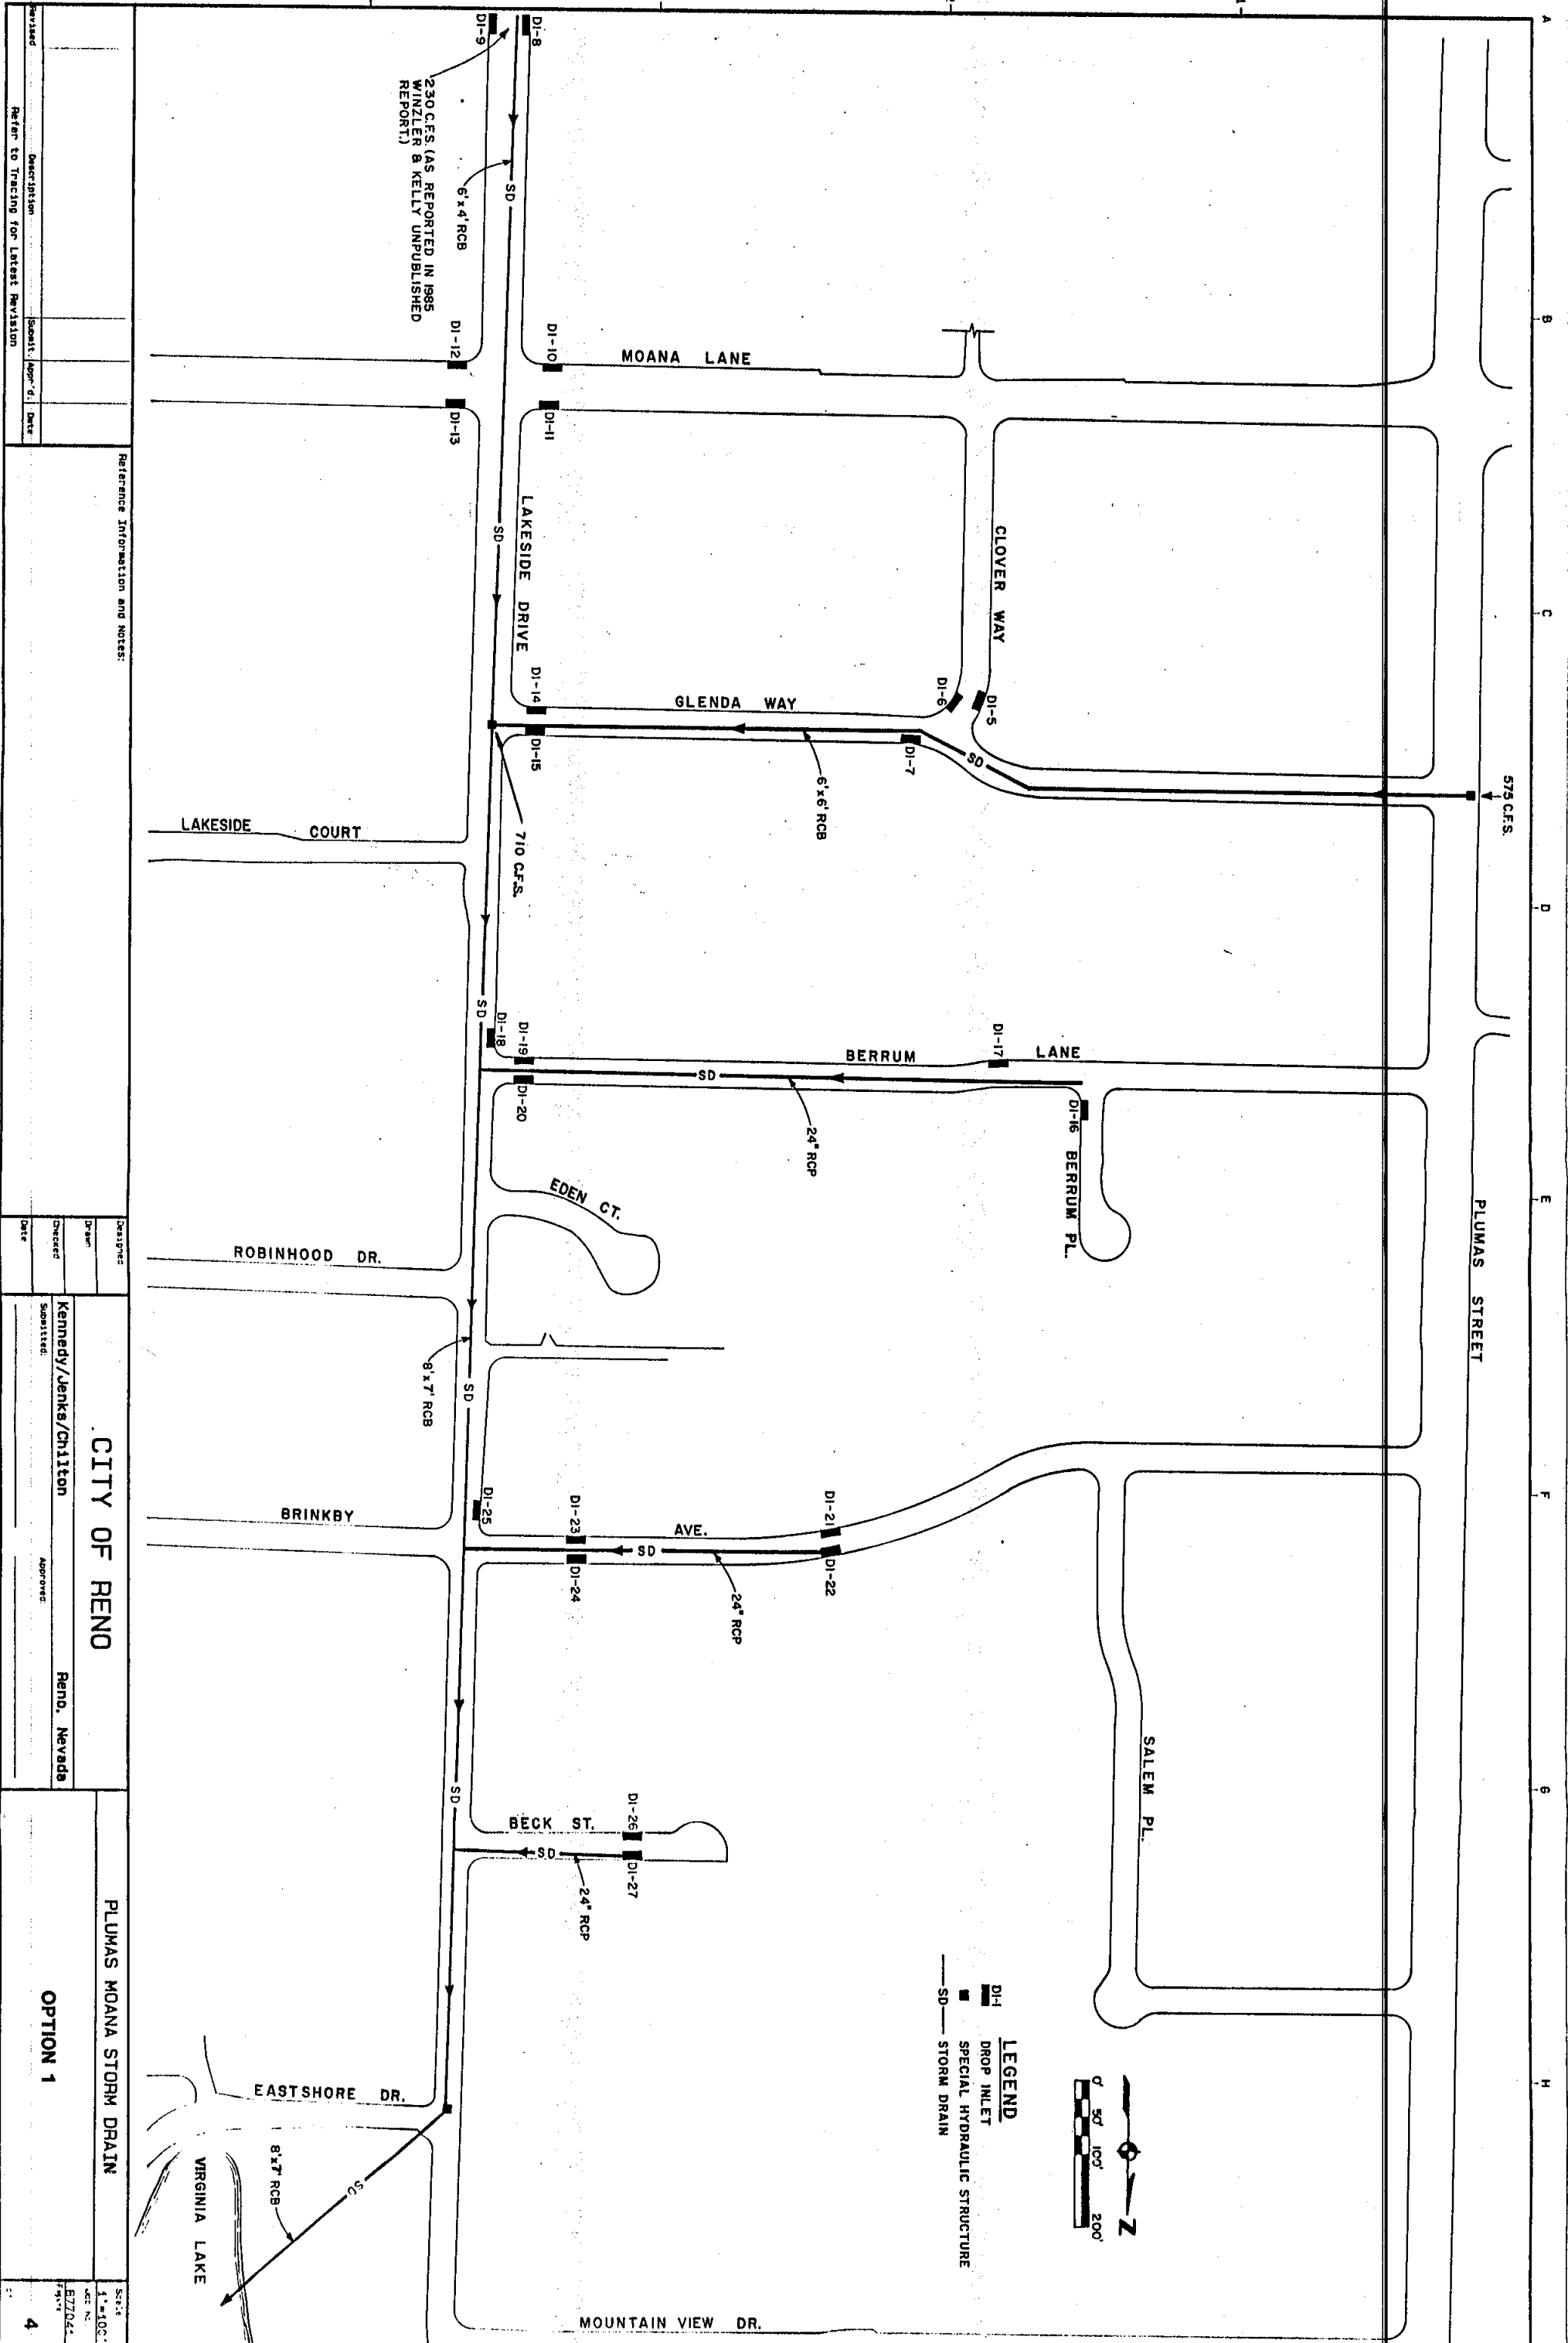 A
B
C
D
E
F
G
H
1
2
PLUMAS STREET
575 C.F.S.
MOANA LANE
CLOVER WAY
LAKESIDE DRIVE
GLENDA WAY
LAKESIDE COURT
BERRUM LANE
BERRUM PL.
EDEN CT.
ROBINHOOD DR.
BRINKBY AVE.
SALEM PL.
BECK ST.
EASTSHORE DR.
VIRGINIA LAKE
MOUNTAIN VIEW DR.
DI-8
DI-9
230 C.F.S. (AS REPORTED IN 1985
WINZLER & KELLY UNPUBLISHED
REPORT.)
6'x4' RCB
SD
DI-10
DI-11
DI-12
DI-13
SD
DI-14
DI-15
DI-5
DI-6
DI-7
SD
6'x6' RCB
710 C.F.S.
SD
DI-18
DI-19
DI-20
DI-17
DI-16
SD
24" RCP
8'x7' RCB
SD
DI-25
DI-23
DI-24
DI-21
DI-22
SD
24" RCP
SD
DI-26
DI-27
SD
24" RCP
SD
8'x7' RCB
LEGEND
DI-1 DROP INLET
SPECIAL HYDRAULIC STRUCTURE
SD STORM DRAIN
0' 50' 100' 200'
Z
Revised Description Submit. Appr'd. Date
Refer to Tracing for Latest Revision
Reference Information and Notes:
Designed
Drawn
Checked
Date
CITY OF RENO
Kennedy/Jenks/Chilton Reno, Nevada
Submitted: Approved:
PLUMAS MOANA STORM DRAIN
OPTION 1
Scale
1"=100'
4